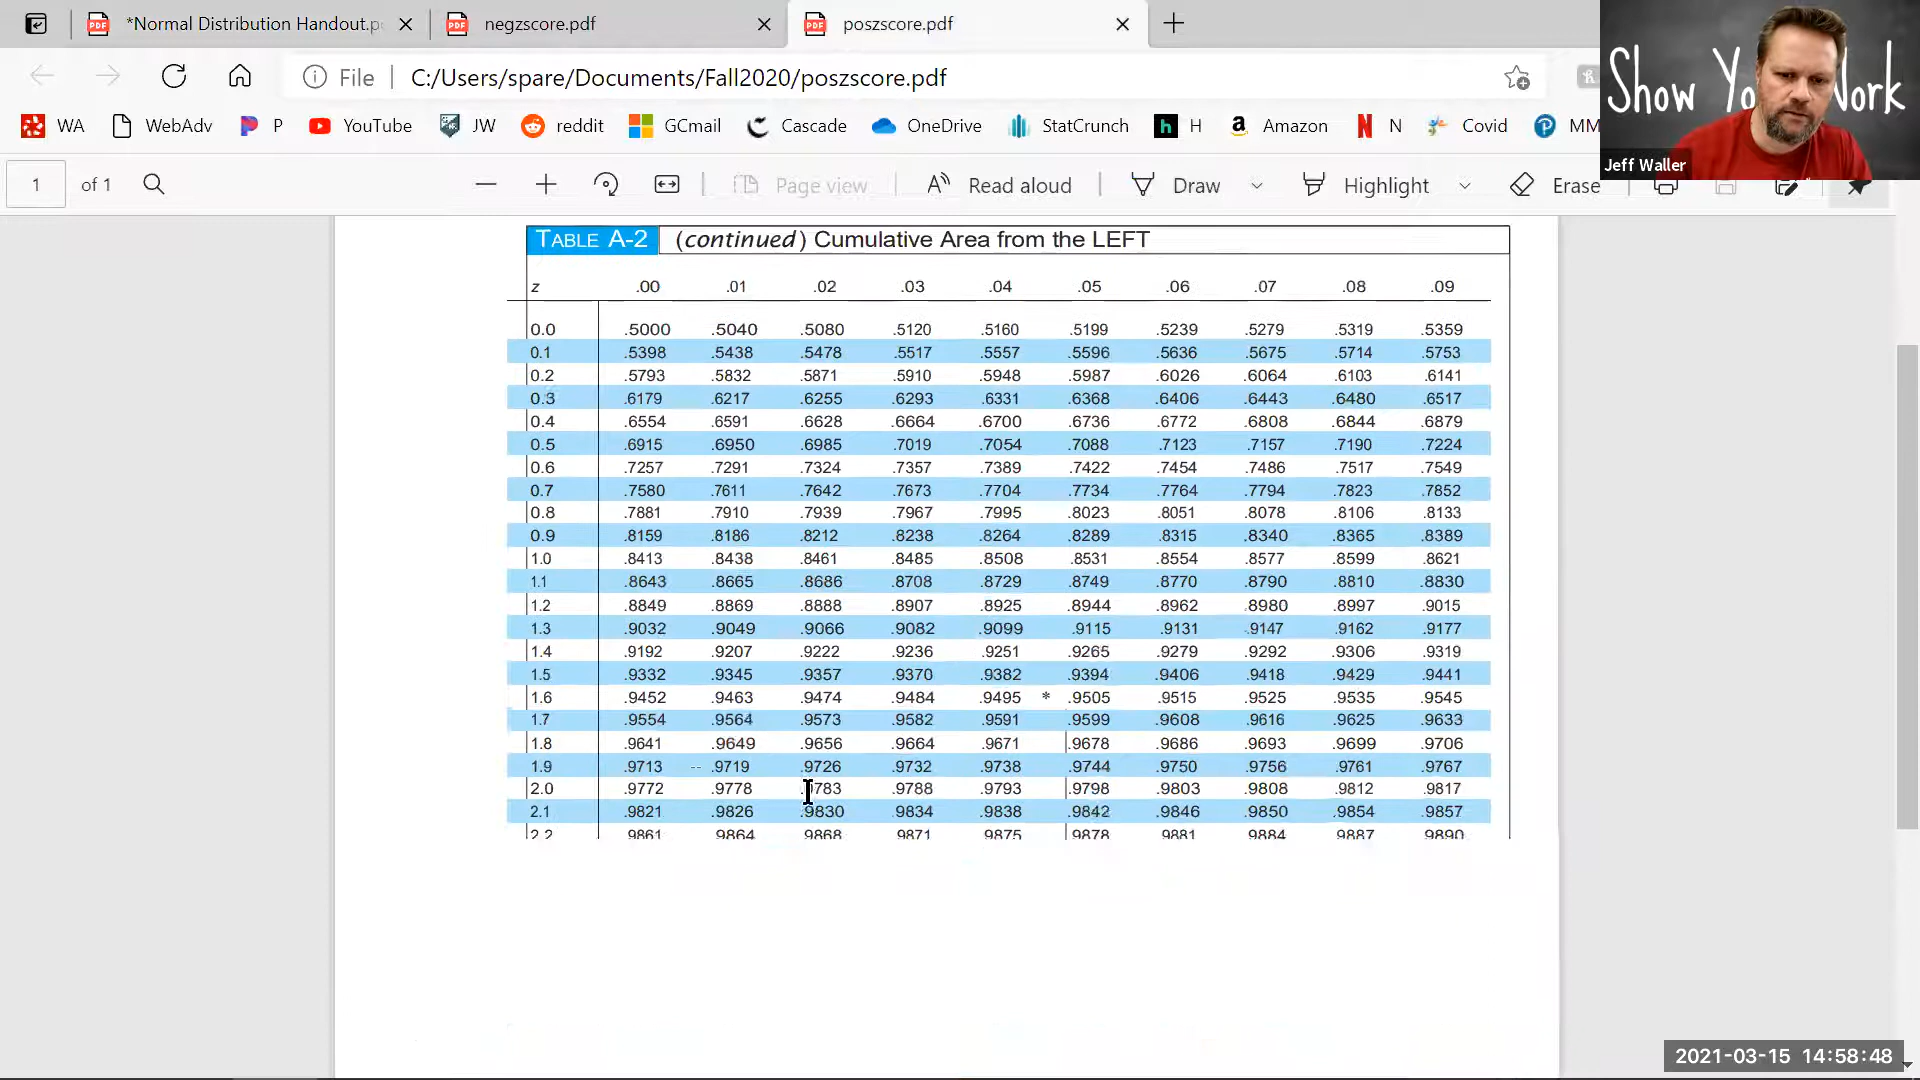 *Normal Distribution Handout.p
negzscore.pdf
poszscore.pdf
File
C:/Users/spare/Documents/Fall2020/poszscore.pdf
WA WebAdv P YouTube JW reddit GCmail Cascade OneDrive StatCrunch H Amazon N Covid MM
1 of 1 Page view Read aloud Draw Highlight Erase
Show Yo Work
Jeff Waller
TABLE A-2 (continued) Cumulative Area from the LEFT
z .00 .01 .02 .03 .04 .05 .06 .07 .08 .09
0.0 .5000 .5040 .5080 .5120 .5160 .5199 .5239 .5279 .5319 .5359
0.1 .5398 .5438 .5478 .5517 .5557 .5596 .5636 .5675 .5714 .5753
0.2 .5793 .5832 .5871 .5910 .5948 .5987 .6026 .6064 .6103 .6141
0.3 .6179 .6217 .6255 .6293 .6331 .6368 .6406 .6443 .6480 .6517
0.4 .6554 .6591 .6628 .6664 .6700 .6736 .6772 .6808 .6844 .6879
0.5 .6915 .6950 .6985 .7019 .7054 .7088 .7123 .7157 .7190 .7224
0.6 .7257 .7291 .7324 .7357 .7389 .7422 .7454 .7486 .7517 .7549
0.7 .7580 .7611 .7642 .7673 .7704 .7734 .7764 .7794 .7823 .7852
0.8 .7881 .7910 .7939 .7967 .7995 .8023 .8051 .8078 .8106 .8133
0.9 .8159 .8186 .8212 .8238 .8264 .8289 .8315 .8340 .8365 .8389
1.0 .8413 .8438 .8461 .8485 .8508 .8531 .8554 .8577 .8599 .8621
1.1 .8643 .8665 .8686 .8708 .8729 .8749 .8770 .8790 .8810 .8830
1.2 .8849 .8869 .8888 .8907 .8925 .8944 .8962 .8980 .8997 .9015
1.3 .9032 .9049 .9066 .9082 .9099 .9115 .9131 .9147 .9162 .9177
1.4 .9192 .9207 .9222 .9236 .9251 .9265 .9279 .9292 .9306 .9319
1.5 .9332 .9345 .9357 .9370 .9382 .9394 .9406 .9418 .9429 .9441
1.6 .9452 .9463 .9474 .9484 .9495 * .9505 .9515 .9525 .9535 .9545
1.7 .9554 .9564 .9573 .9582 .9591 .9599 .9608 .9616 .9625 .9633
1.8 .9641 .9649 .9656 .9664 .9671 .9678 .9686 .9693 .9699 .9706
1.9 .9713 .9719 .9726 .9732 .9738 .9744 .9750 .9756 .9761 .9767
2.0 .9772 .9778 .9783 .9788 .9793 .9798 .9803 .9808 .9812 .9817
2.1 .9821 .9826 .9830 .9834 .9838 .9842 .9846 .9850 .9854 .9857
2.2 .9861 .9864 .9868 .9871 .9875 .9878 .9881 .9884 .9887 .9890
2021-03-15 14:58:48